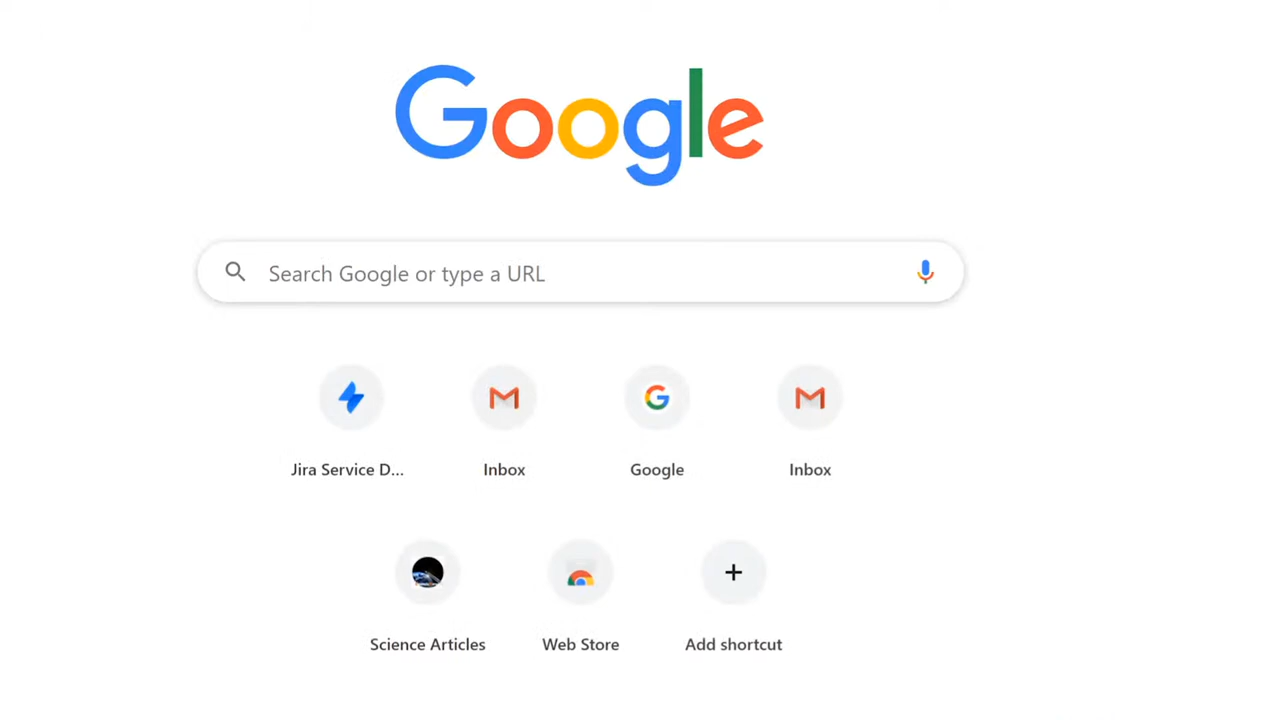 Google
Search Google or type a URL
Jira Service D...
Inbox
Google
Inbox
Science Articles
Web Store
Add shortcut